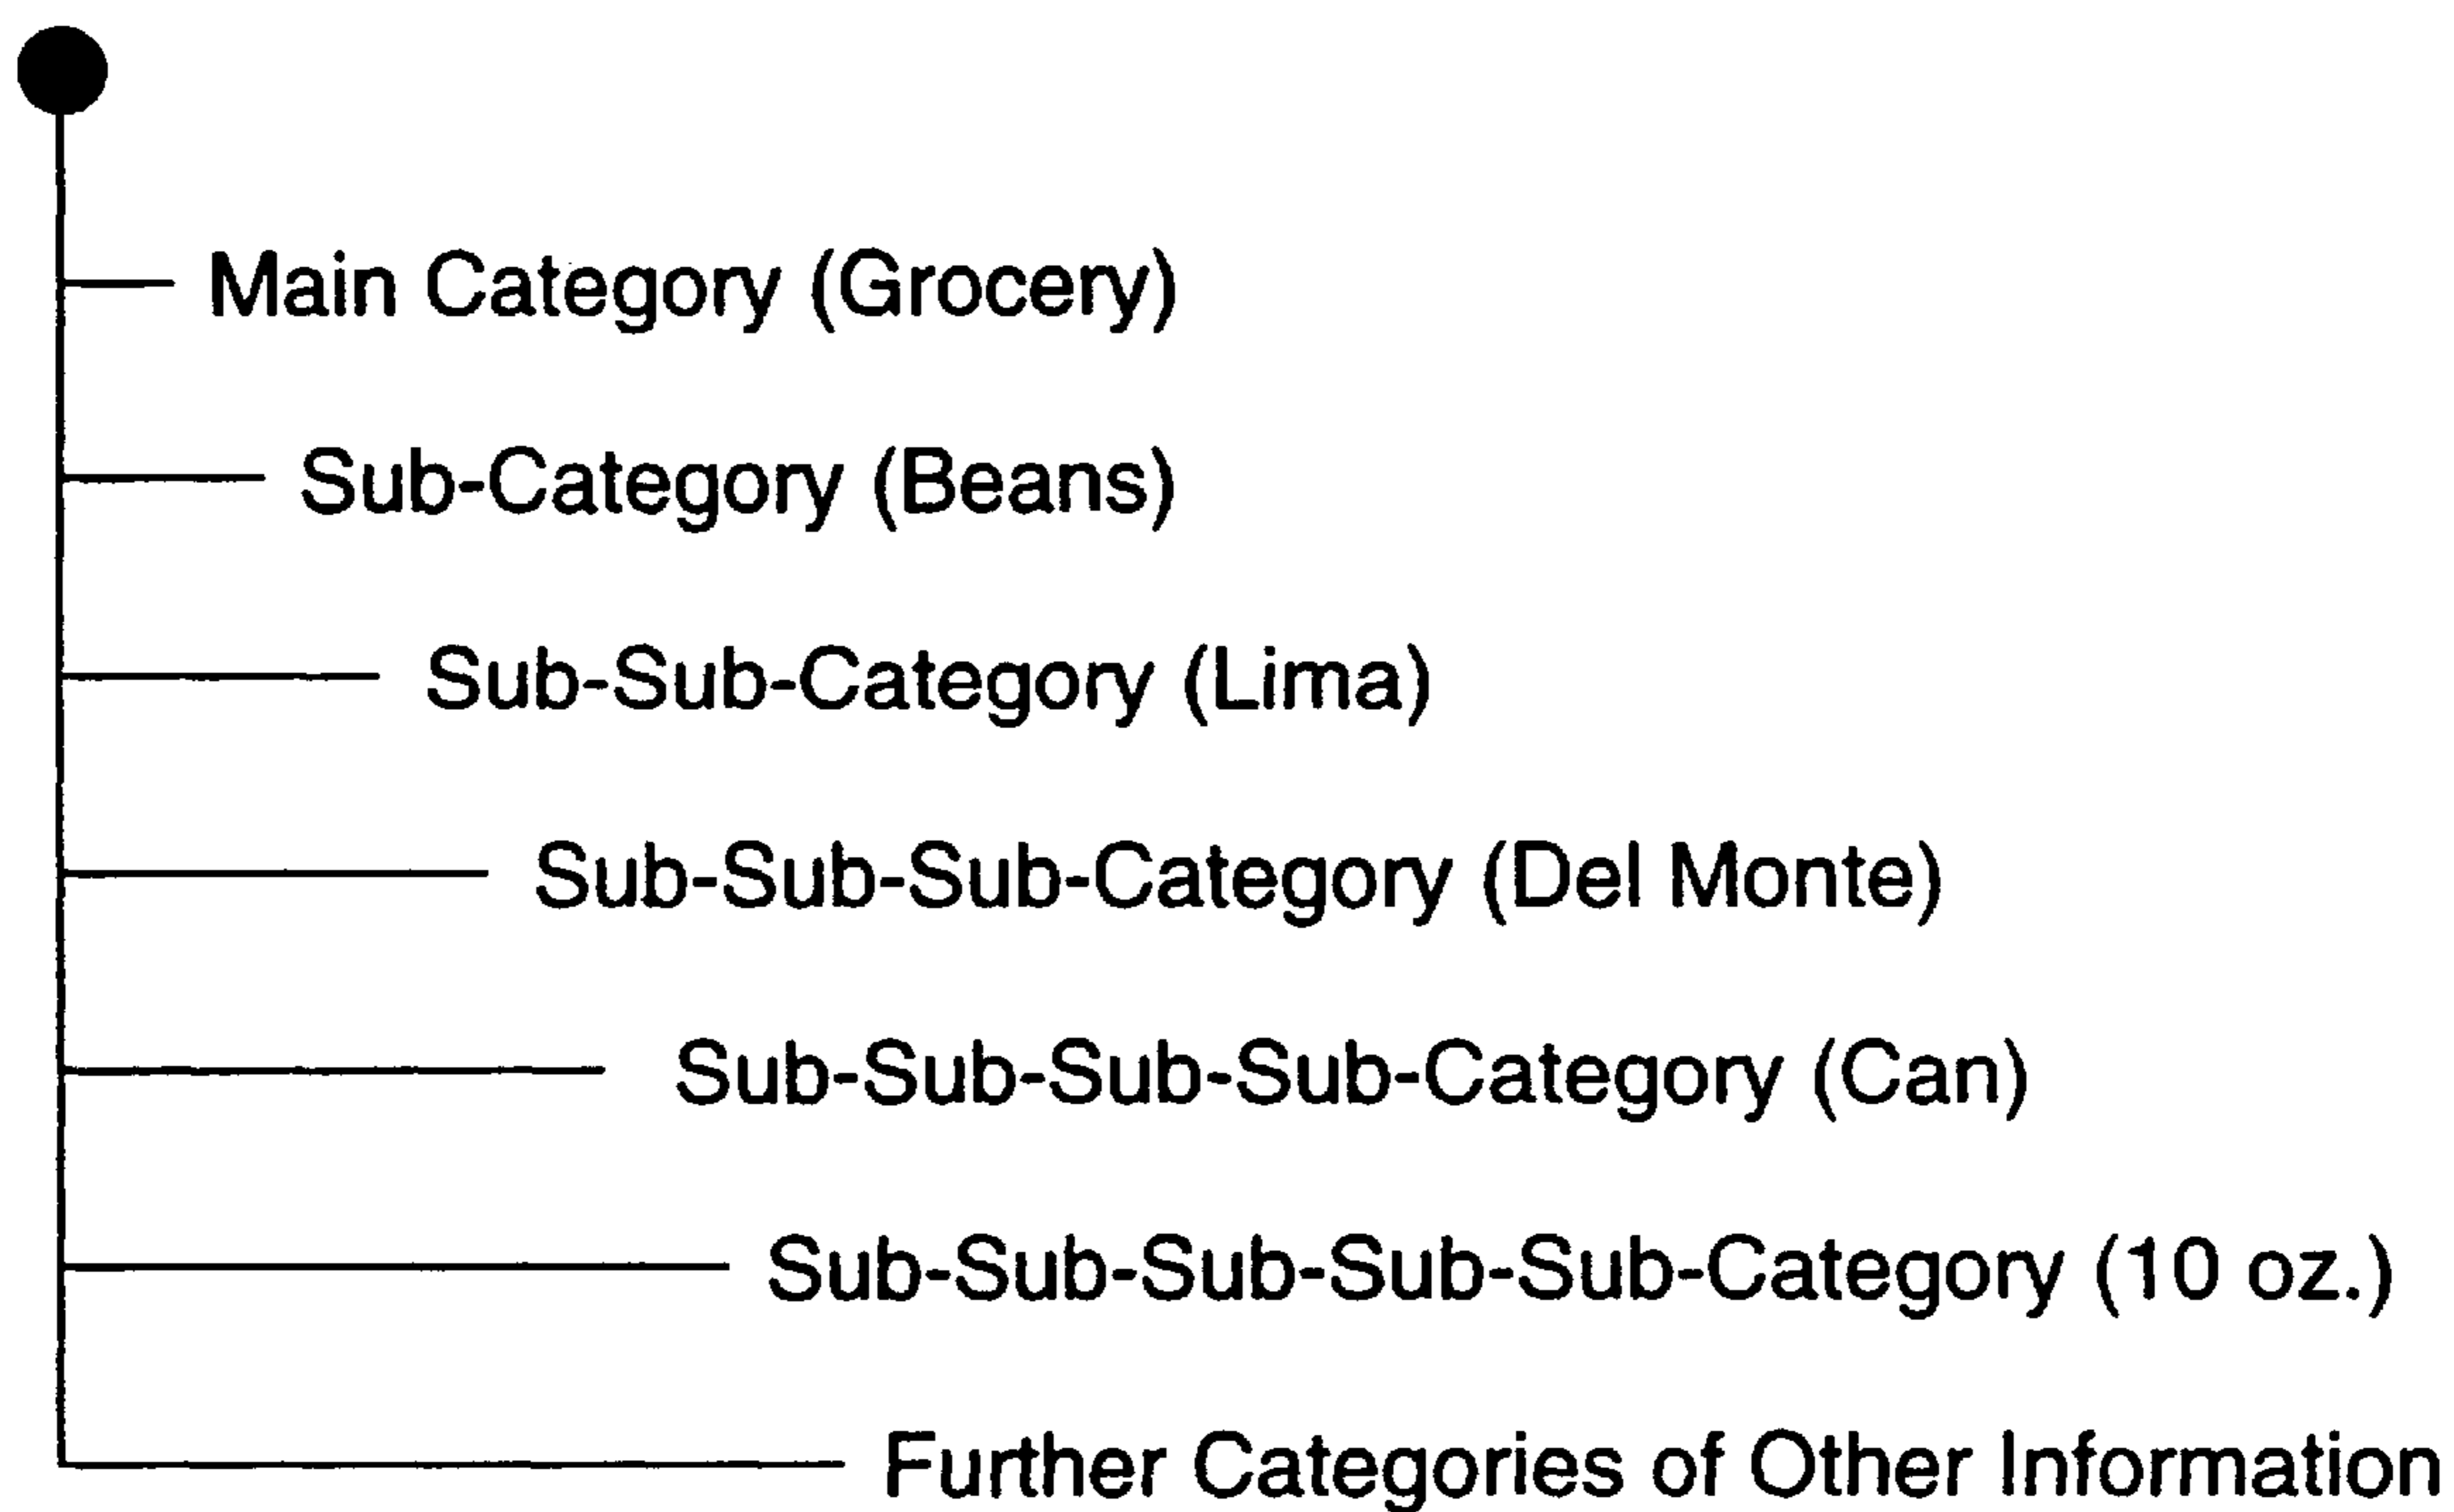 Main Category (Grocery)
Sub-Category (Beans)
Sub-Sub-Category (Lima)
Sub-Sub-Sub-Category (Del Monte)
Sub-Sub-Sub-Sub-Category (Can)
Sub-Sub-Sub-Sub-Sub-Category (10 oz.)
Further Categories of Other Information